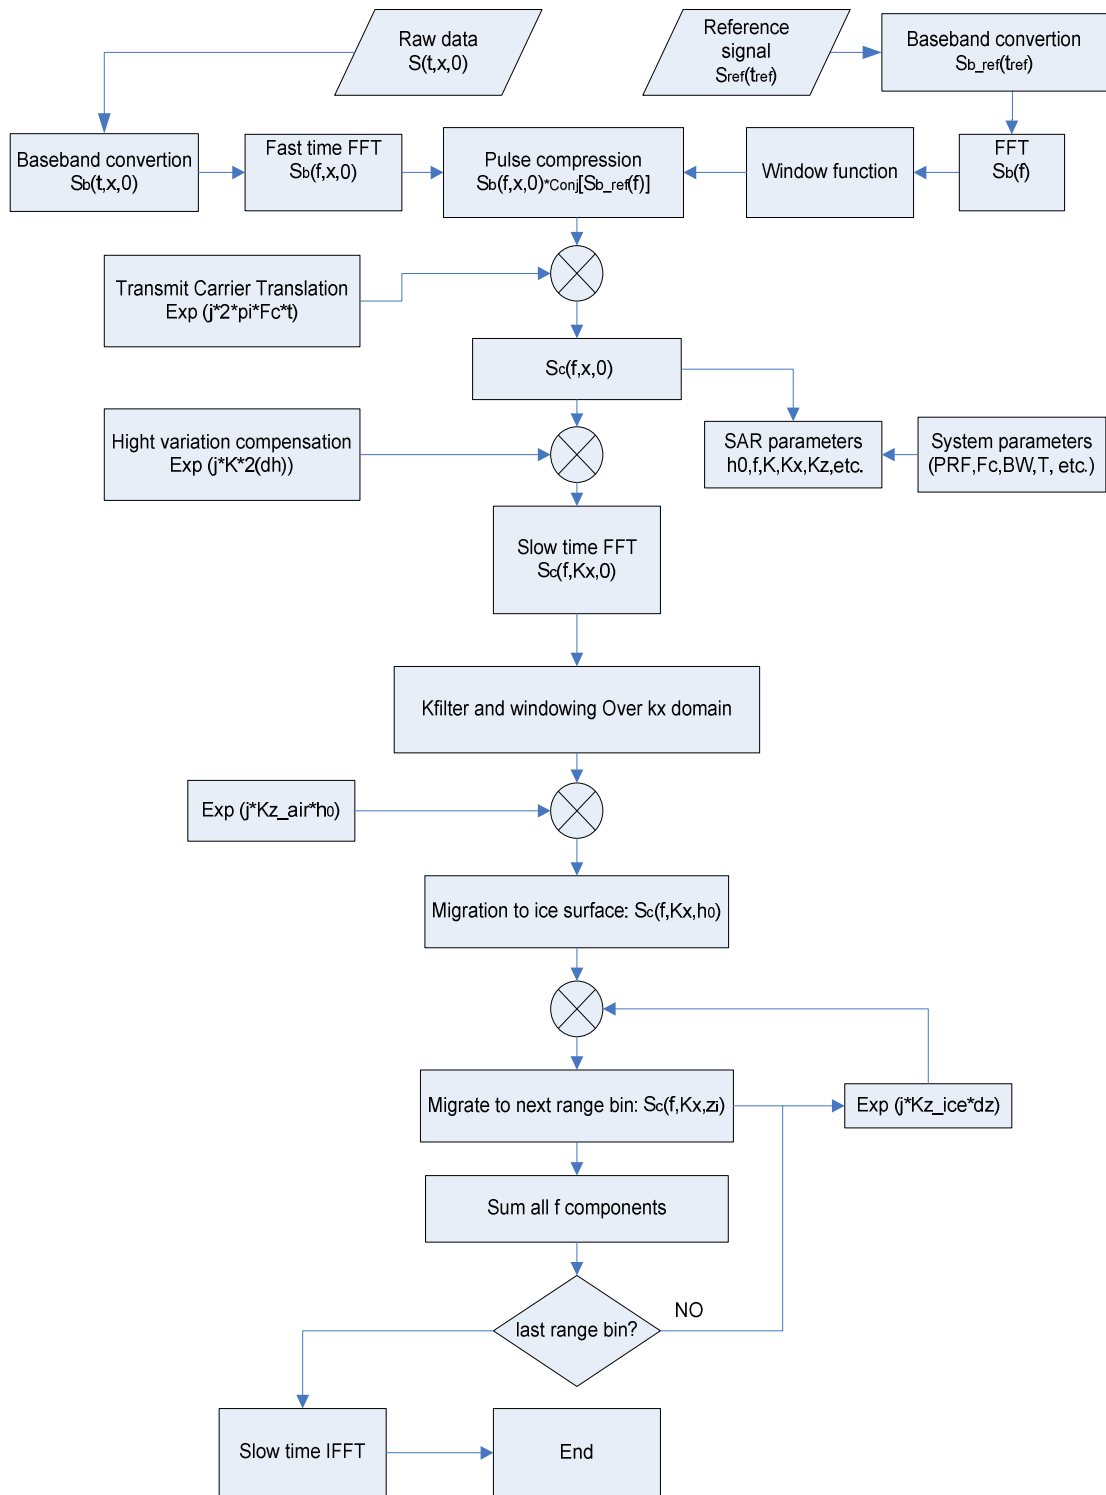 Raw data
S(t,x,0)
Reference
signal
Sref(tref)
Baseband convertion
Sb_ref(tref)
Baseband convertion
Sb(t,x,0)
Fast time FFT
Sb(f,x,0)
Pulse compression
Sb(f,x,0)*Conj[Sb_ref(f)]
Window function
FFT
Sb(f)
Transmit Carrier Translation
Exp (j*2*pi*Fc*t)
Sc(f,x,0)
Hight variation compensation
Exp (j*K*2(dh))
SAR parameters
h0,f,K,Kx,Kz,etc.
System parameters
(PRF,Fc,BW,T, etc.)
Slow time FFT
Sc(f,Kx,0)
Kfilter and windowing Over kx domain
Exp (j*Kz_air*h0)
Migration to ice surface: Sc(f,Kx,h0)
Migrate to next range bin: Sc(f,Kx,zi)
Exp (j*Kz_ice*dz)
Sum all f components
last range bin?
NO
Slow time IFFT
End